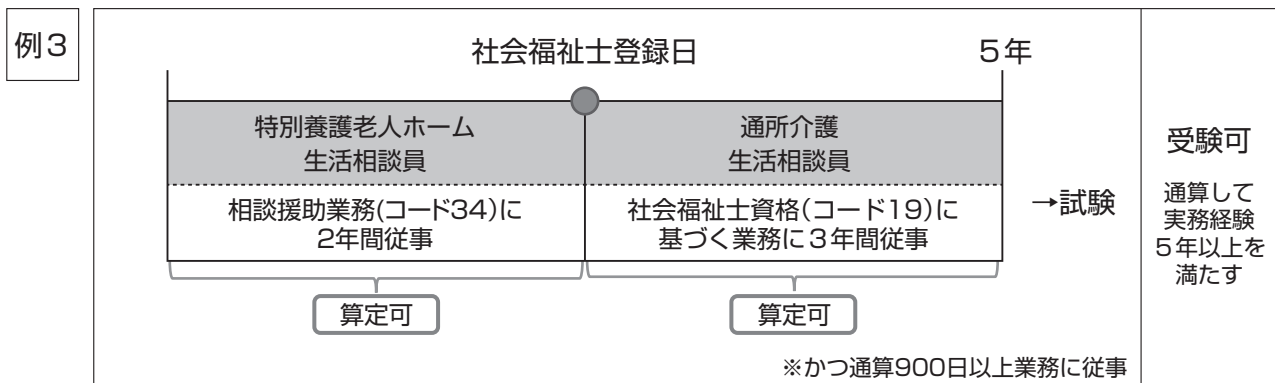 例3
社会福祉士登録日
5年
特別養護老人ホーム
生活相談員
通所介護
生活相談員
相談援助業務(コード34)に
2年間従事
社会福祉士資格(コード19)に
基づく業務に3年間従事
算定可
算定可
→試験
※かつ通算900日以上業務に従事
受験可
通算して
実務経験
5年以上を
満たす